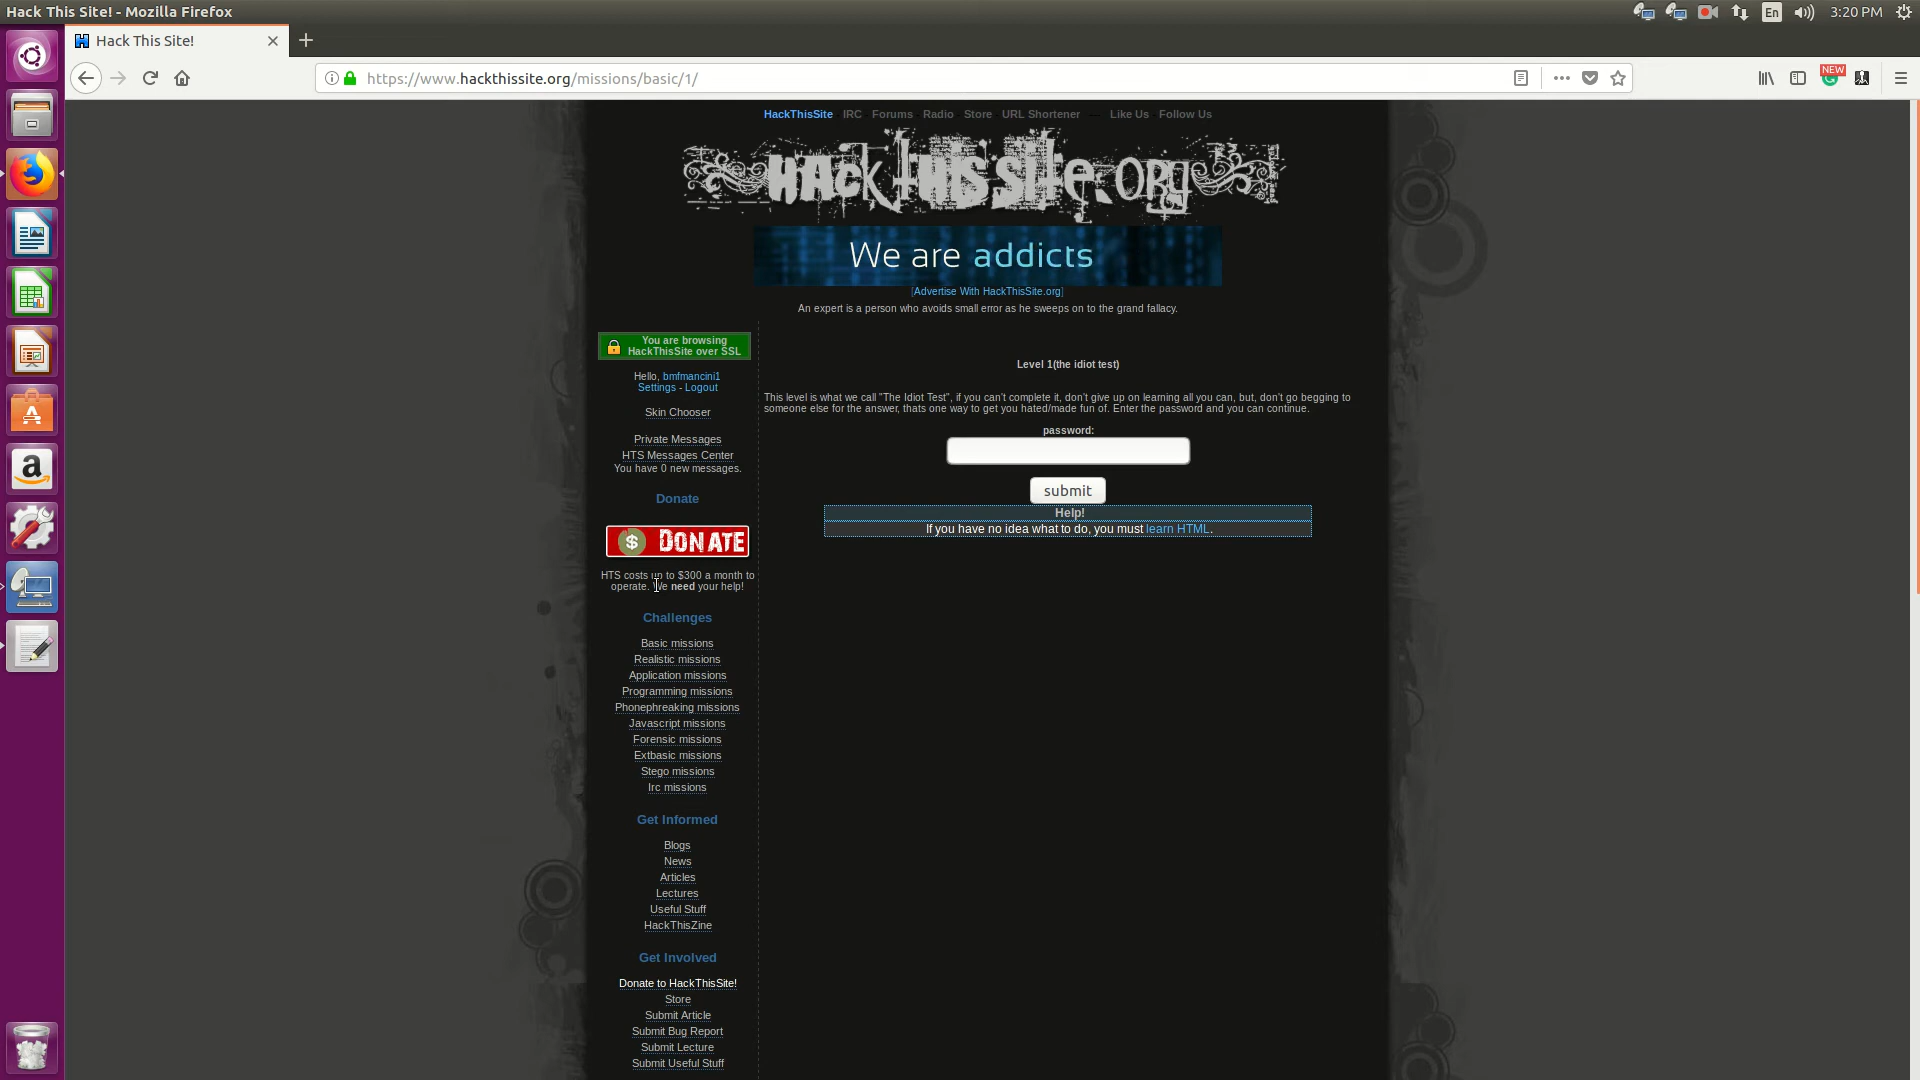 Hack This Site! - Mozilla Firefox
En
3:20 PM
Hack This Site!
NEW
https://www.hackthissite.org/missions/basic/1/
HackThisSite IRC Forums Radio Store URL Shortener — Like Us Follow Us
HackThisSite.org
We are addicts
[Advertise With HackThisSite.org]
An expert is a person who avoids small error as he sweeps on to the grand fallacy.
You are browsing
HackThisSite over SSL
Hello, bmfmancini1
Settings - Logout
Skin Chooser
Private Messages
HTS Messages Center
You have 0 new messages.
Donate
$ DONATE
HTS costs up to $300 a month to
operate. We need your help!
Challenges
Basic missions
Realistic missions
Application missions
Programming missions
Phonephreaking missions
Javascript missions
Forensic missions
Extbasic missions
Stego missions
Irc missions
Get Informed
Blogs
News
Articles
Lectures
Useful Stuff
HackThisZine
Get Involved
Donate to HackThisSite!
Store
Submit Article
Submit Bug Report
Submit Lecture
Submit Useful Stuff
Level 1(the idiot test)
This level is what we call "The Idiot Test", if you can't complete it, don't give up on learning all you can, but, don't go begging to
someone else for the answer, thats one way to get you hated/made fun of. Enter the password and you can continue.
password:
submit
Help!
If you have no idea what to do, you must learn HTML.